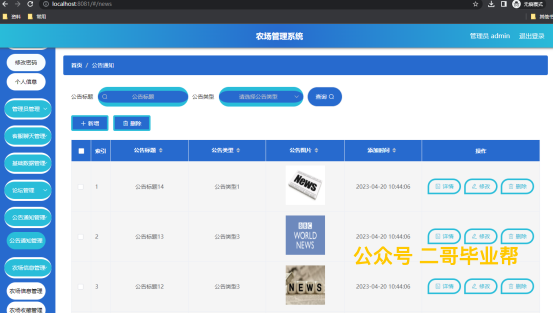 localhost:8081/#/news
无痕模式
资料 常用
农场管理系统
管理员 admin 退出登录
修改密码
个人信息
管理员管理
客服聊天管理
基础数据管理
论坛管理
公告通知管理
公告通知管理
农场信息管理
农场信息管理
农场收藏管理
首页 / 公告通知
公告标题 公告标题 公告类型 请选择公告类型 查询
+ 新增 删除
索引 公告标题 公告类型 公告图片 添加时间 操作
1 公告标题14 公告类型1 News 2023-04-20 10:44:06 详情 修改 删除
2 公告标题13 公告类型3 BBC WORLD NEWS 2023-04-20 10:44:06 详情 修改 删除
公众号 二哥毕业帮
3 公告标题12 公告类型3 NEWS 2023-04-20 10:44:06 详情 修改 删除